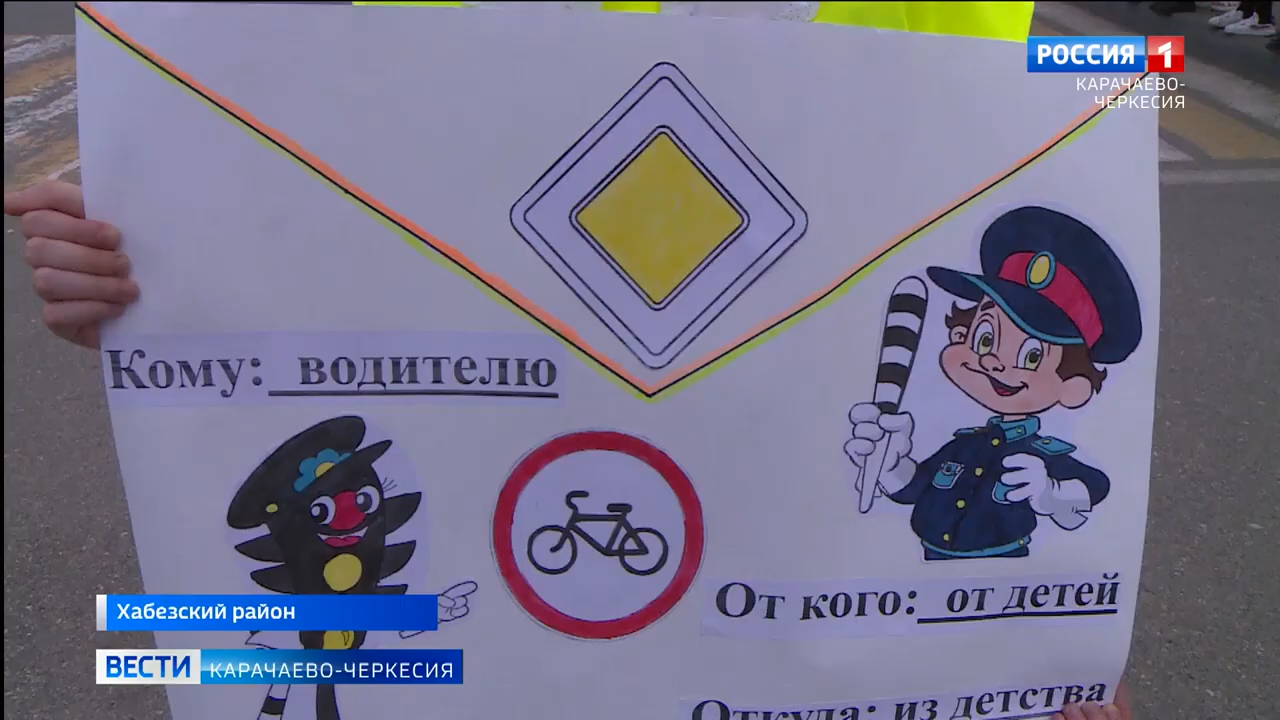 РОССИЯ 1
КАРАЧАЕВО-
ЧЕРКЕСИЯ
Кому: водителю
От кого: от детей
Откуда: из детства
Хабезский район
ВЕСТИ КАРАЧАЕВО-ЧЕРКЕСИЯ